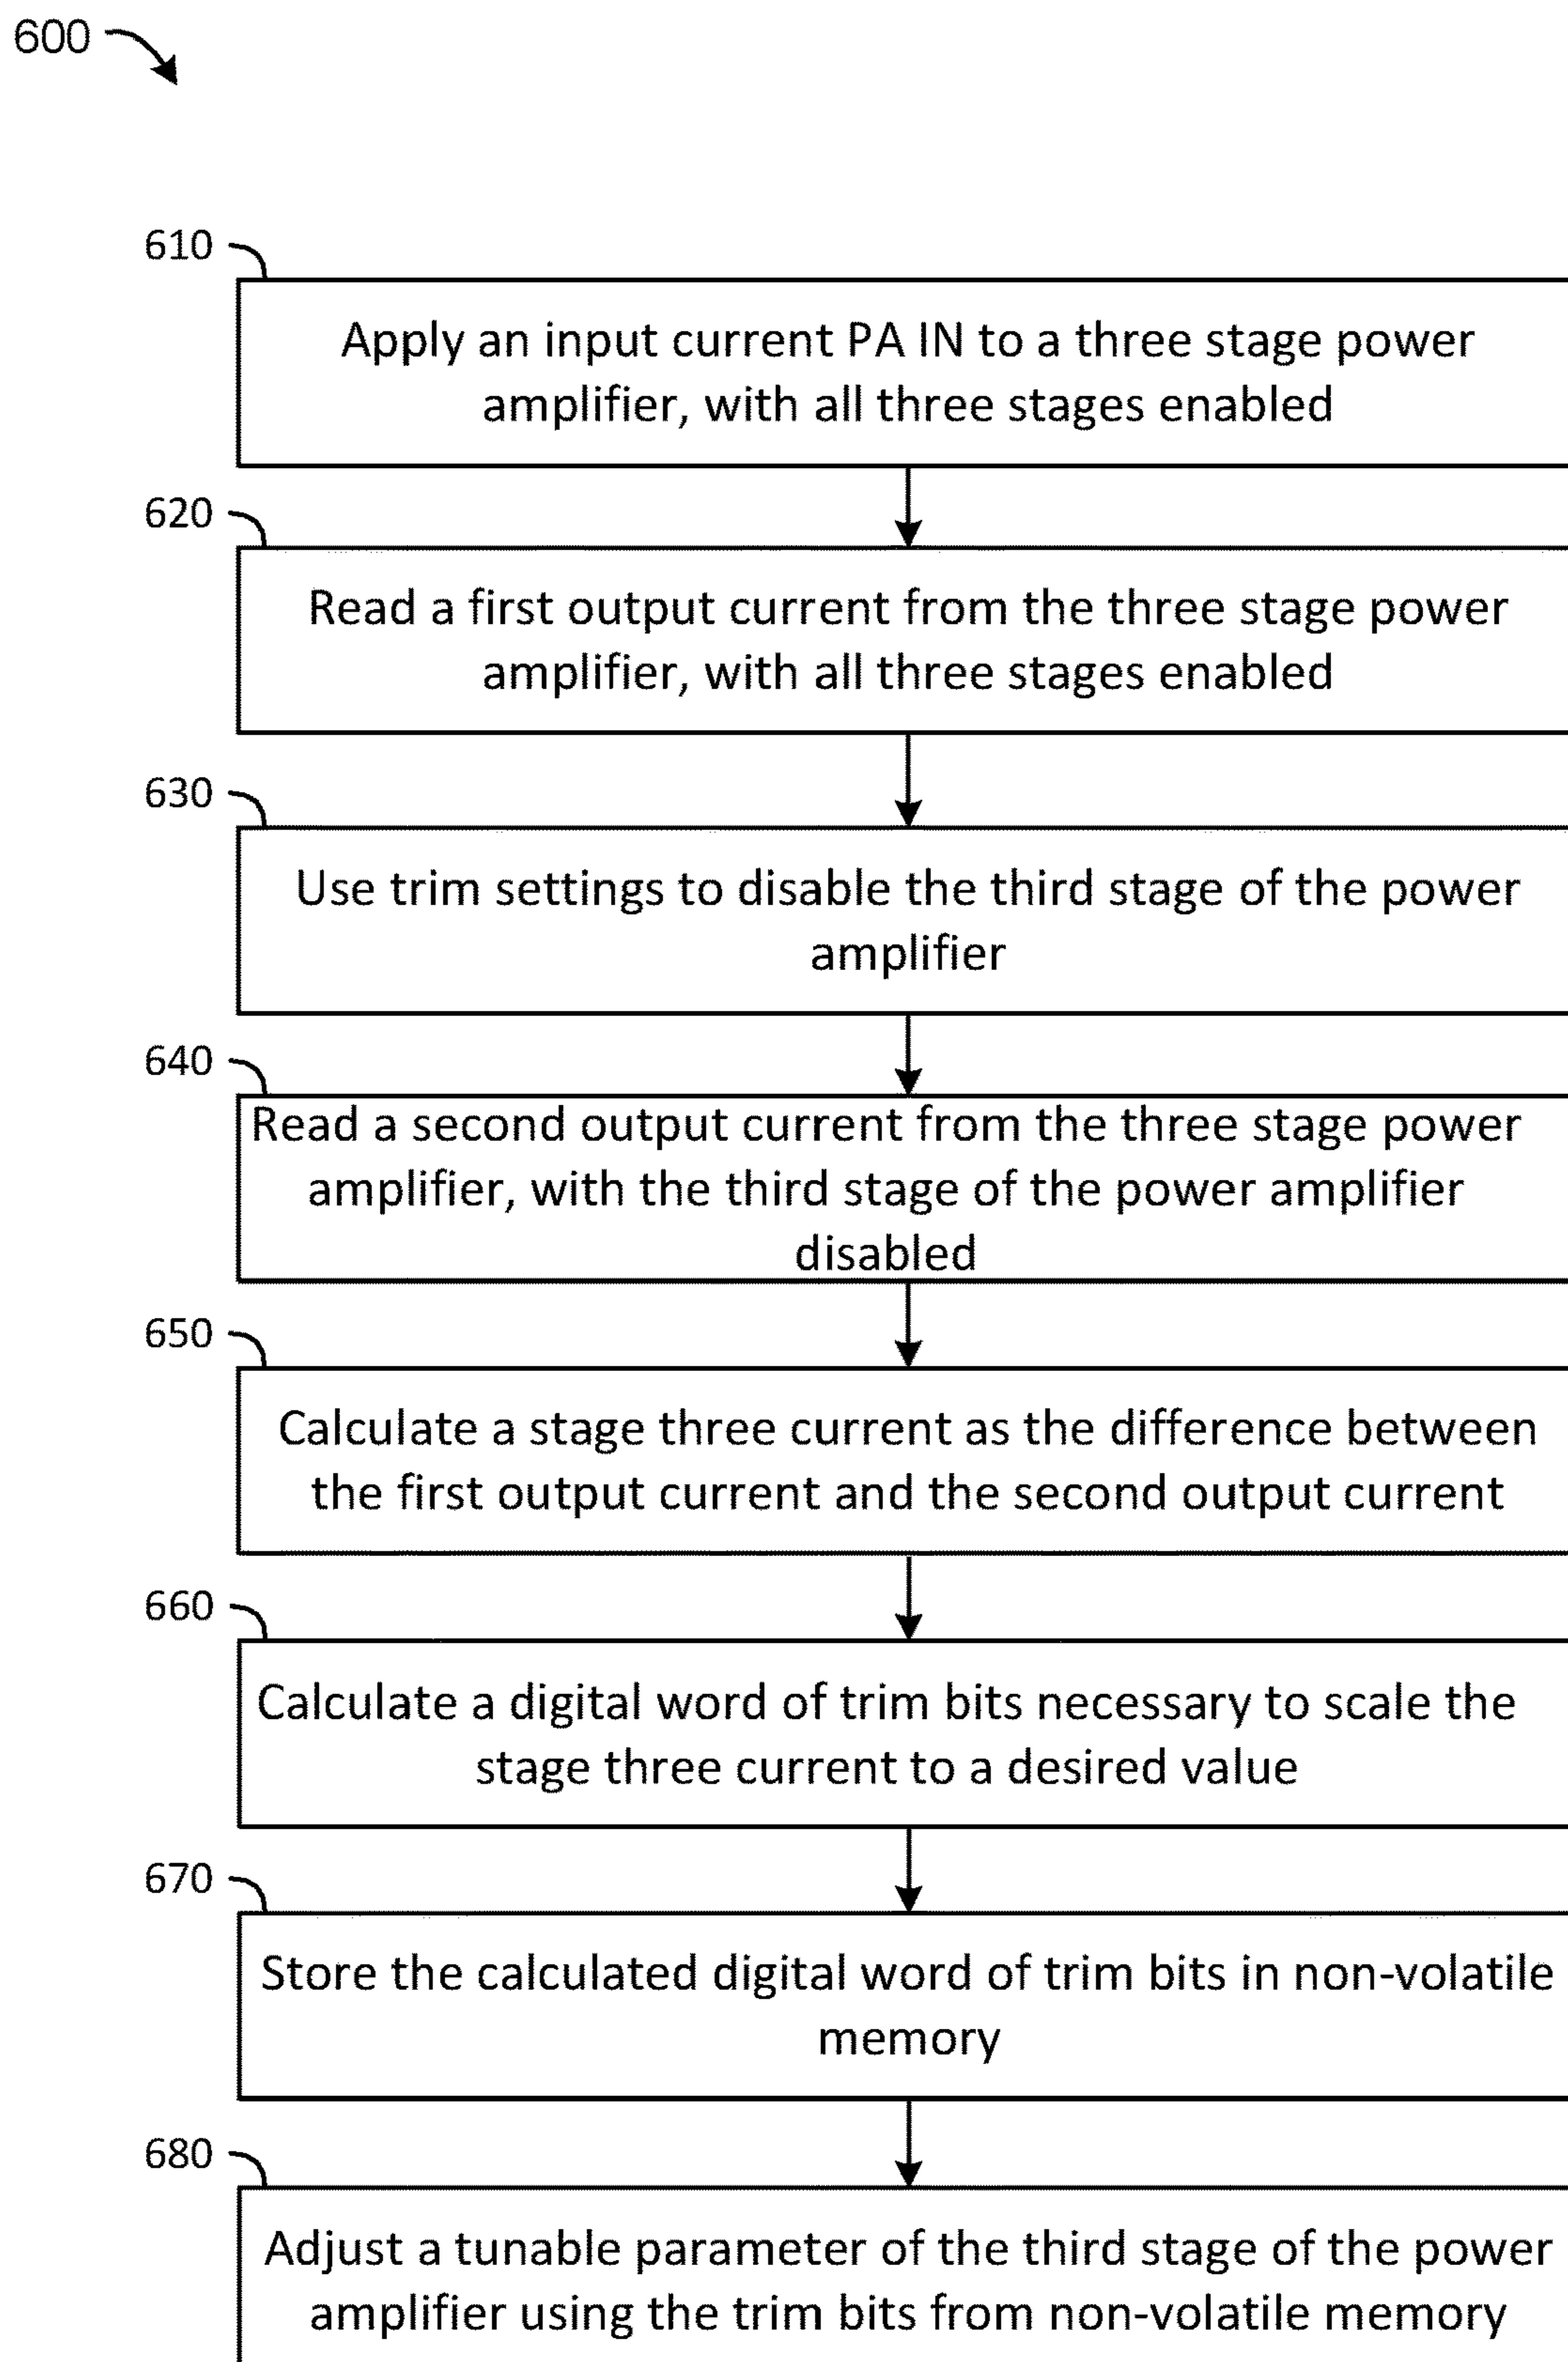 600
610
Apply an input current PA IN to a three stage power
amplifier, with all three stages enabled
620
Read a first output current from the three stage power
amplifier, with all three stages enabled
630
Use trim settings to disable the third stage of the power
amplifier
640
Read a second output current from the three stage power
amplifier, with the third stage of the power amplifier
disabled
650
Calculate a stage three current as the difference between
the first output current and the second output current
660
Calculate a digital word of trim bits necessary to scale the
stage three current to a desired value
670
Store the calculated digital word of trim bits in non-volatile
memory
680
Adjust a tunable parameter of the third stage of the power
amplifier using the trim bits from non-volatile memory